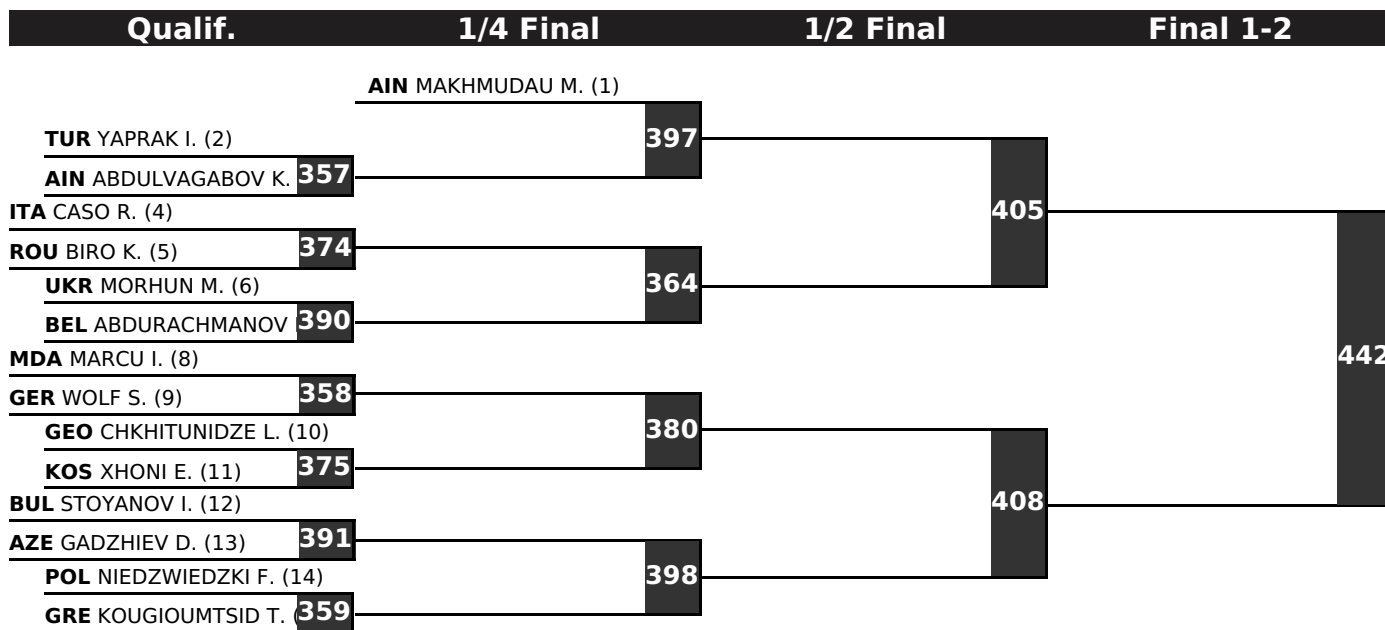 Qualif. 1/4 Final 1/2 Final Final 1-2
AIN MAKHMUDAU M. (1)
397
TUR YAPRAK I. (2)
357
AIN ABDULVAGABOV K.
405
ITA CASO R. (4)
374
ROU BIRO K. (5)
364
UKR MORHUN M. (6)
390
BEL ABDURACHMANOV
442
MDA MARCU I. (8)
358
GER WOLF S. (9)
380
GEO CHKHITUNIDZE L. (10)
375
KOS XHONI E. (11)
408
BUL STOYANOV I. (12)
391
AZE GADZHIEV D. (13)
398
POL NIEDZWIEDZKI F. (14)
359
GRE KOUGIOUMTSID T. (